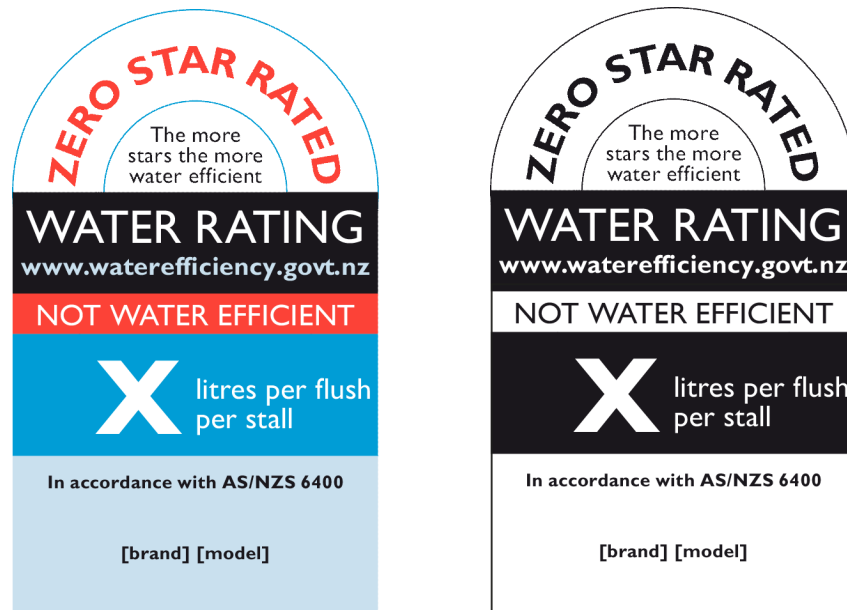 ZERO STAR RATED
The more
stars the more
water efficient
WATER RATING
www.waterefficiency.govt.nz
NOT WATER EFFICIENT
X
litres per flush
per stall
In accordance with AS/NZS 6400
[brand] [model]
ZERO STAR RATED
The more
stars the more
water efficient
WATER RATING
www.waterefficiency.govt.nz
NOT WATER EFFICIENT
X
litres per flush
per stall
In accordance with AS/NZS 6400
[brand] [model]